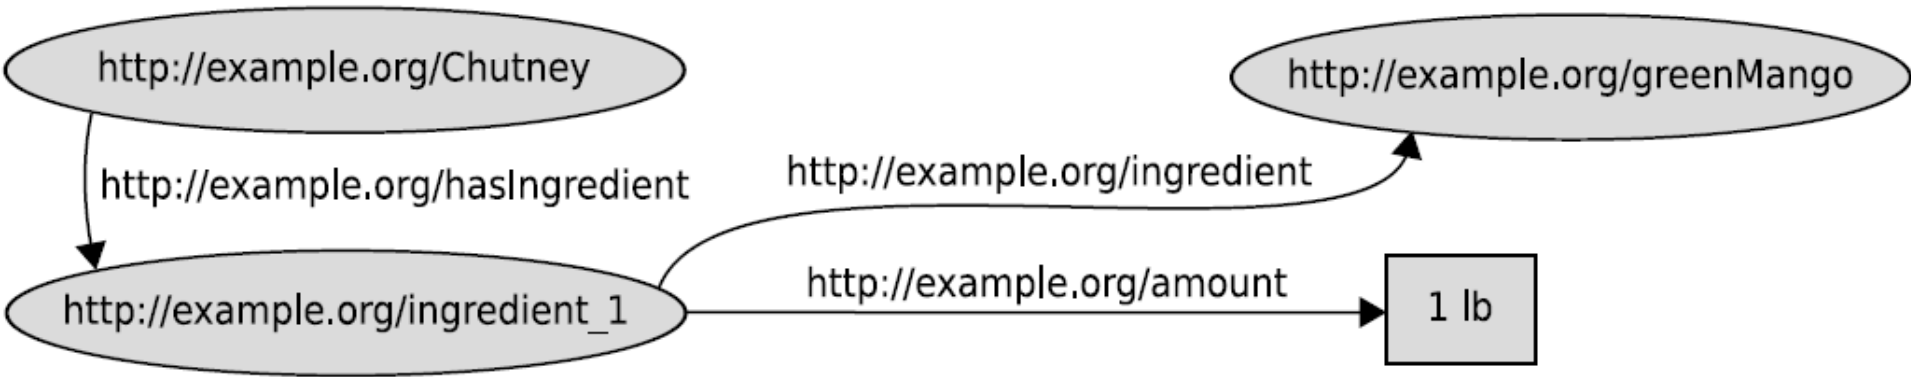 http://example.org/Chutney
http://example.org/greenMango
http://example.org/hasIngredient
http://example.org/ingredient
http://example.org/ingredient_1
http://example.org/amount
1 lb